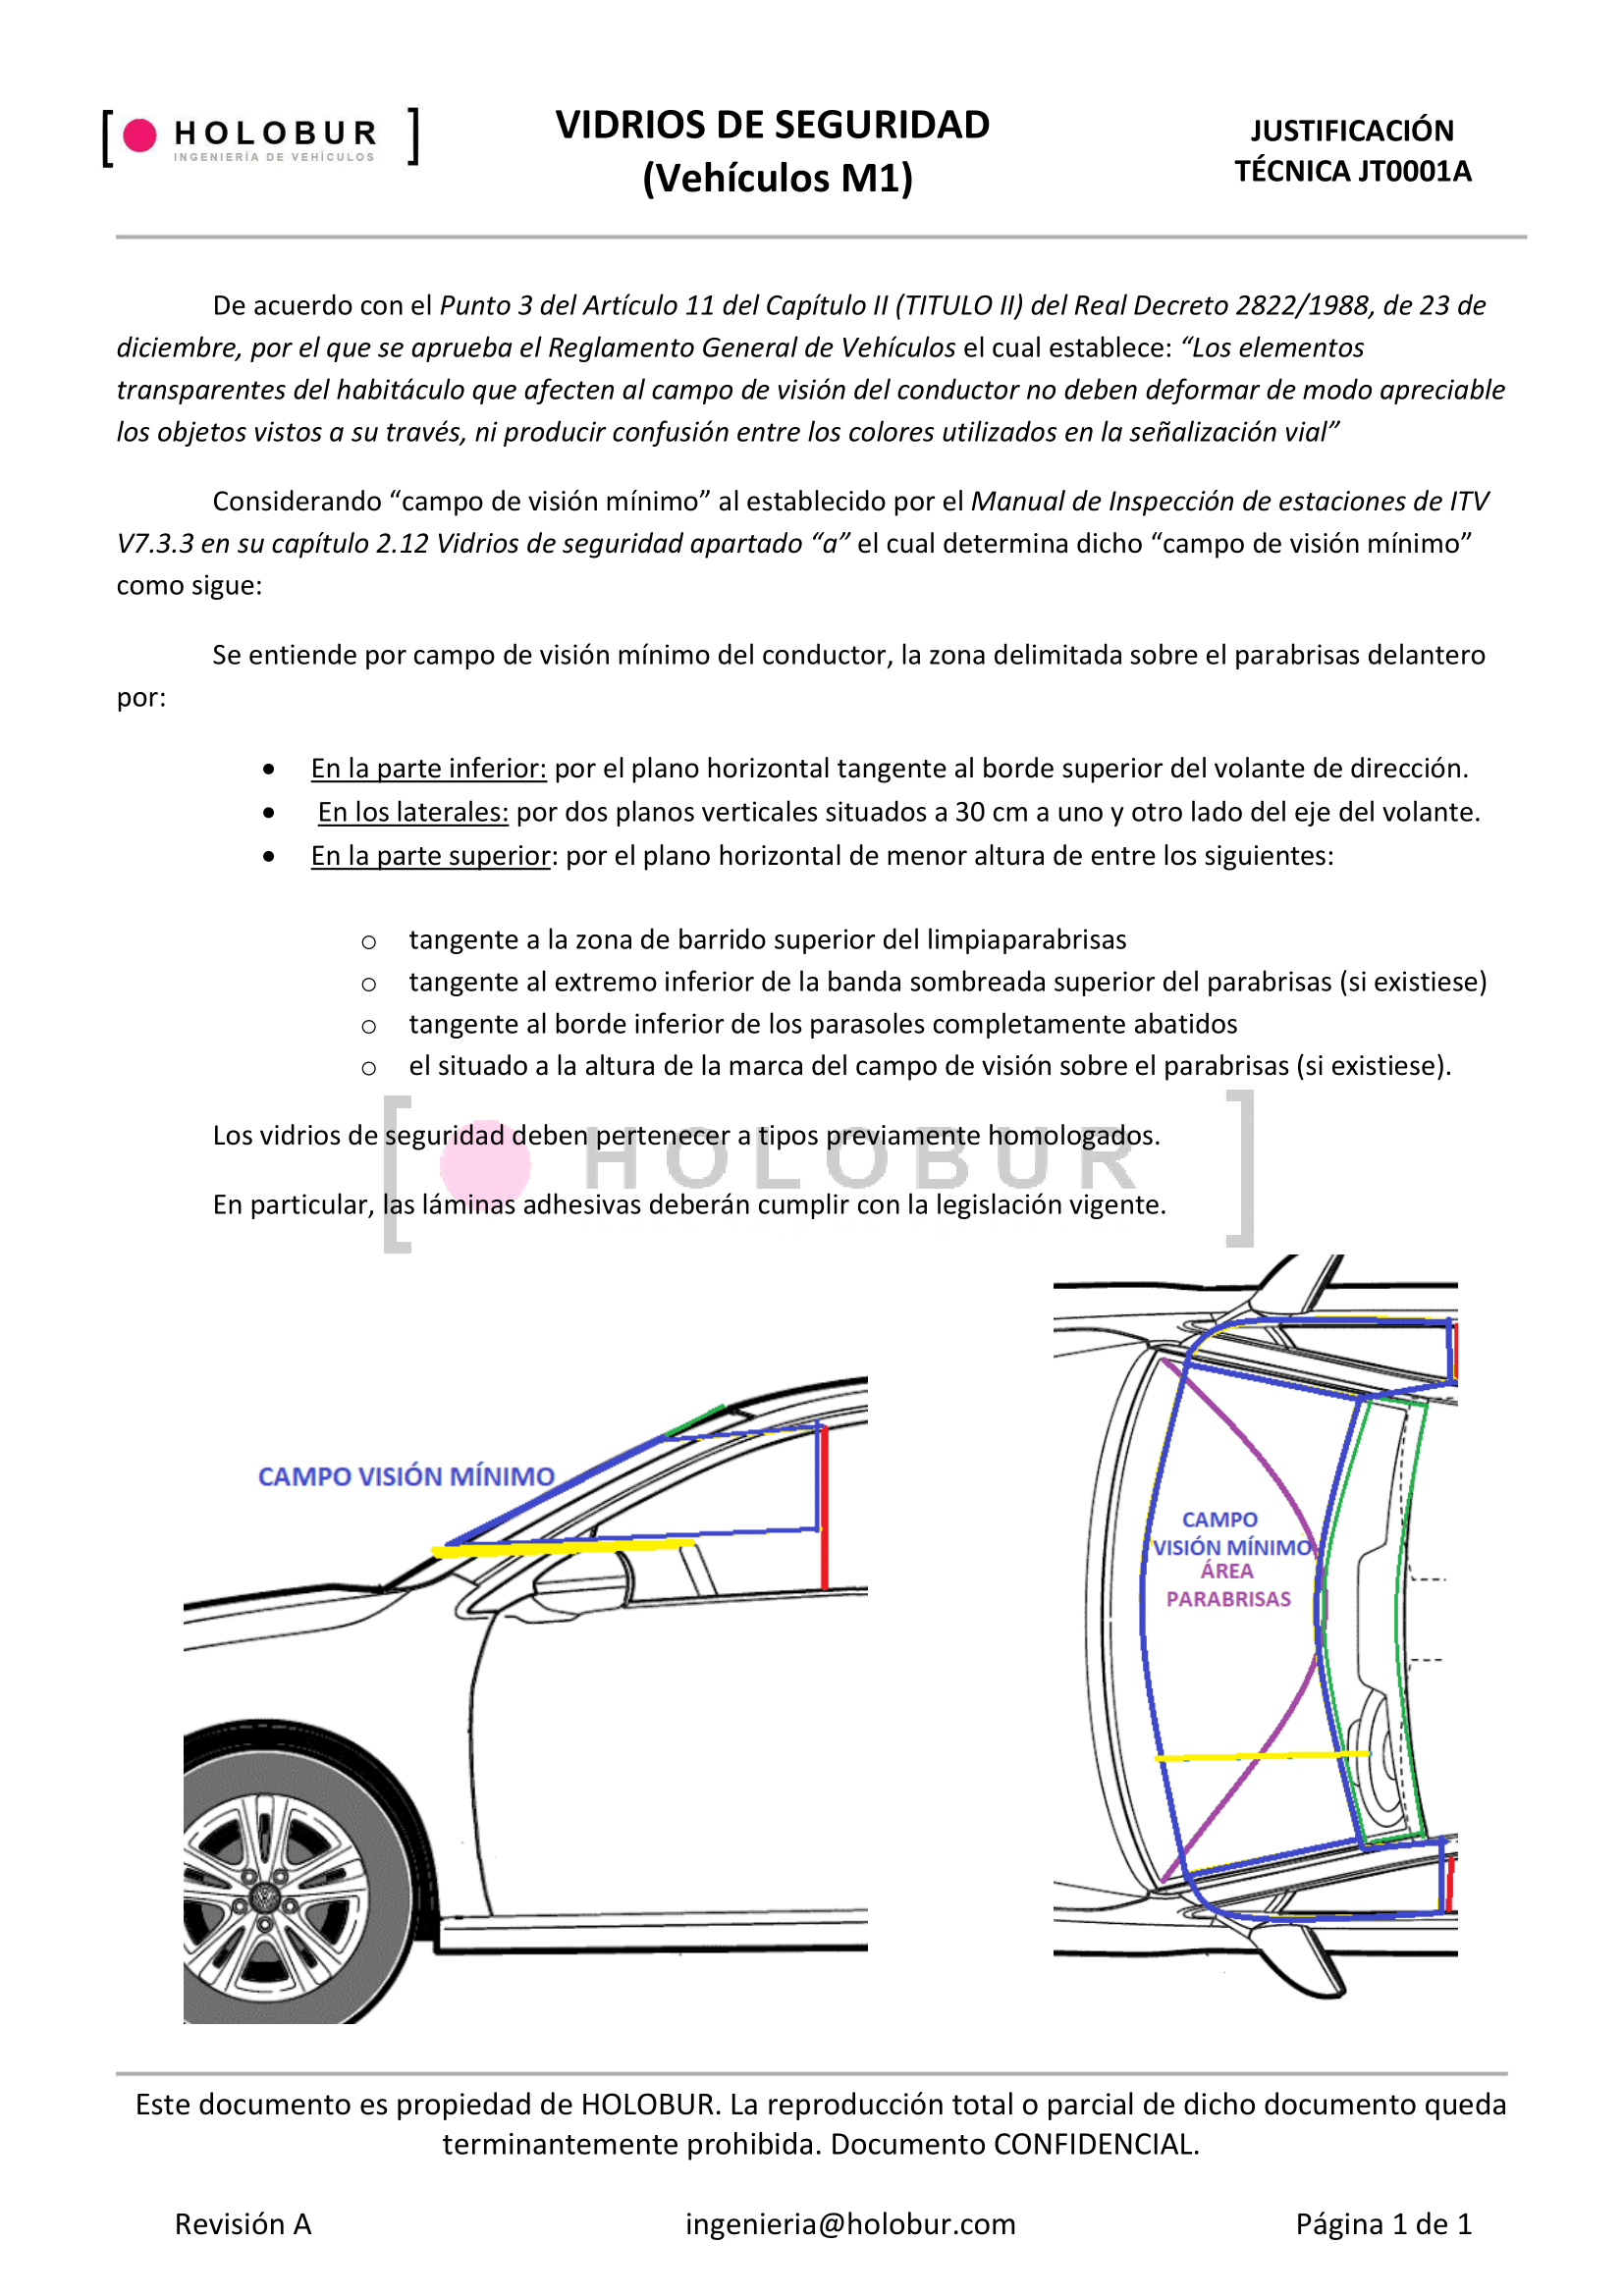 [ HOLOBUR ]
INGENIERÍA DE VEHÍCULOS
VIDRIOS DE SEGURIDAD
(Vehículos M1)
JUSTIFICACIÓN
TÉCNICA JT0001A
De acuerdo con el Punto 3 del Artículo 11 del Capítulo II (TITULO II) del Real Decreto 2822/1988, de 23 de
diciembre, por el que se aprueba el Reglamento General de Vehículos el cual establece: “Los elementos
transparentes del habitáculo que afecten al campo de visión del conductor no deben deformar de modo apreciable
los objetos vistos a su través, ni producir confusión entre los colores utilizados en la señalización vial”
Considerando “campo de visión mínimo” al establecido por el Manual de Inspección de estaciones de ITV
V7.3.3 en su capítulo 2.12 Vidrios de seguridad apartado “a” el cual determina dicho “campo de visión mínimo”
como sigue:
Se entiende por campo de visión mínimo del conductor, la zona delimitada sobre el parabrisas delantero
por:
• En la parte inferior: por el plano horizontal tangente al borde superior del volante de dirección.
• En los laterales: por dos planos verticales situados a 30 cm a uno y otro lado del eje del volante.
• En la parte superior: por el plano horizontal de menor altura de entre los siguientes:
o tangente a la zona de barrido superior del limpiaparabrisas
o tangente al extremo inferior de la banda sombreada superior del parabrisas (si existiese)
o tangente al borde inferior de los parasoles completamente abatidos
o el situado a la altura de la marca del campo de visión sobre el parabrisas (si existiese).
Los vidrios de seguridad deben pertenecer a tipos previamente homologados.
[ HOLOBUR ]
En particular, las láminas adhesivas deberán cumplir con la legislación vigente.
CAMPO VISIÓN MÍNIMO
CAMPO
VISIÓN MÍNIMO
ÁREA
PARABRISAS
Este documento es propiedad de HOLOBUR. La reproducción total o parcial de dicho documento queda
terminantemente prohibida. Documento CONFIDENCIAL.
Revisión A
ingenieria@holobur.com
Página 1 de 1